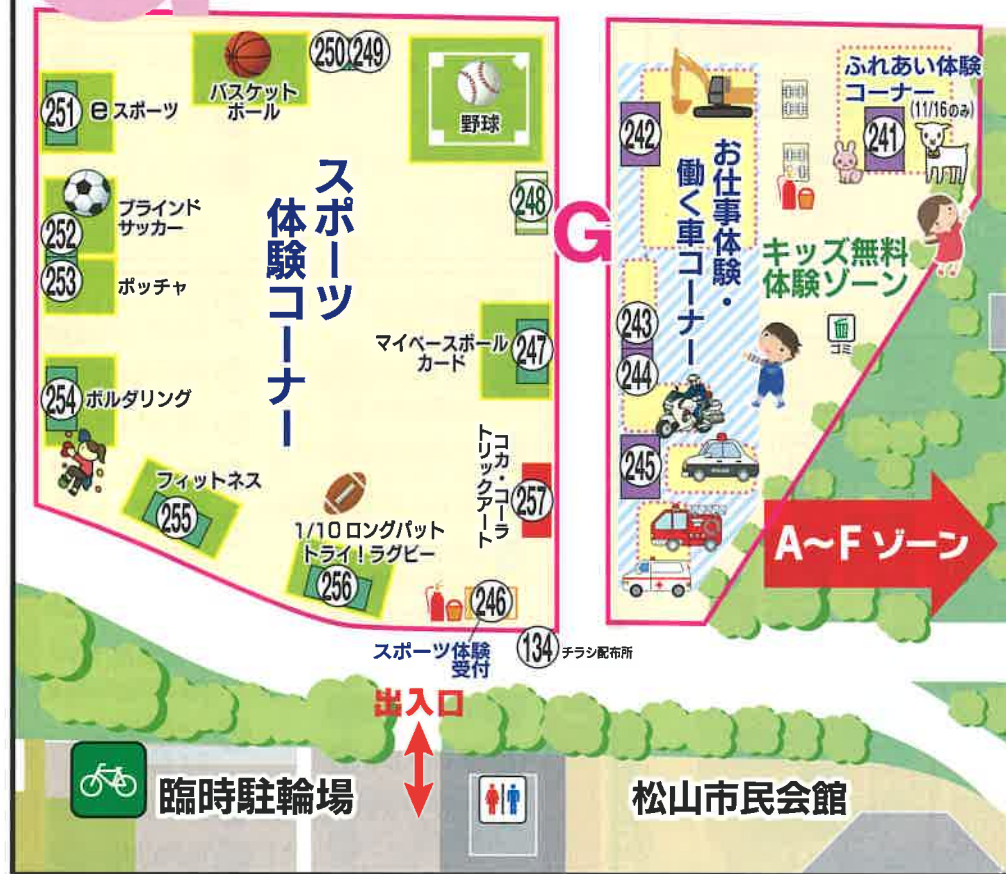 250 249
バスケット
ボール
野球
251 eスポーツ
ブラインド
サッカー
252
253 ボッチャ
スポーツ
体験コーナー
248
マイベースボール
カード
247
254 ボルダリング
フィットネス
255
1/10ロングパット
トライ!ラグビー
256
コカ・コーラ
トリックアート
257
246
スポーツ体験
受付
134 チラシ配布所
G
242
お仕事体験・
働く車コーナー
243
244
245
ふれあい体験
コーナー
(11/16のみ)
241
キッズ無料
体験ゾーン
ゴミ
A~Fゾーン
出入口
臨時駐輪場
松山市民会館